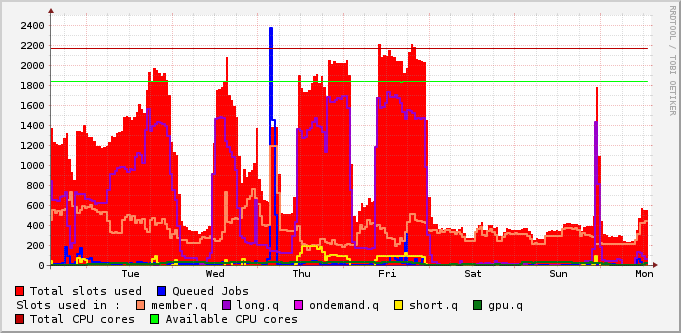 2400
2200
2000
1800
1600
1400
1200
1000
800
600
400
200
0
Tue Wed Thu Fri Sat Sun Mon
Total slots used Queued Jobs
Slots used in : member.q long.q ondemand.q short.q gpu.q
Total CPU cores Available CPU cores
RRDTOOL / TOBI OETIKER